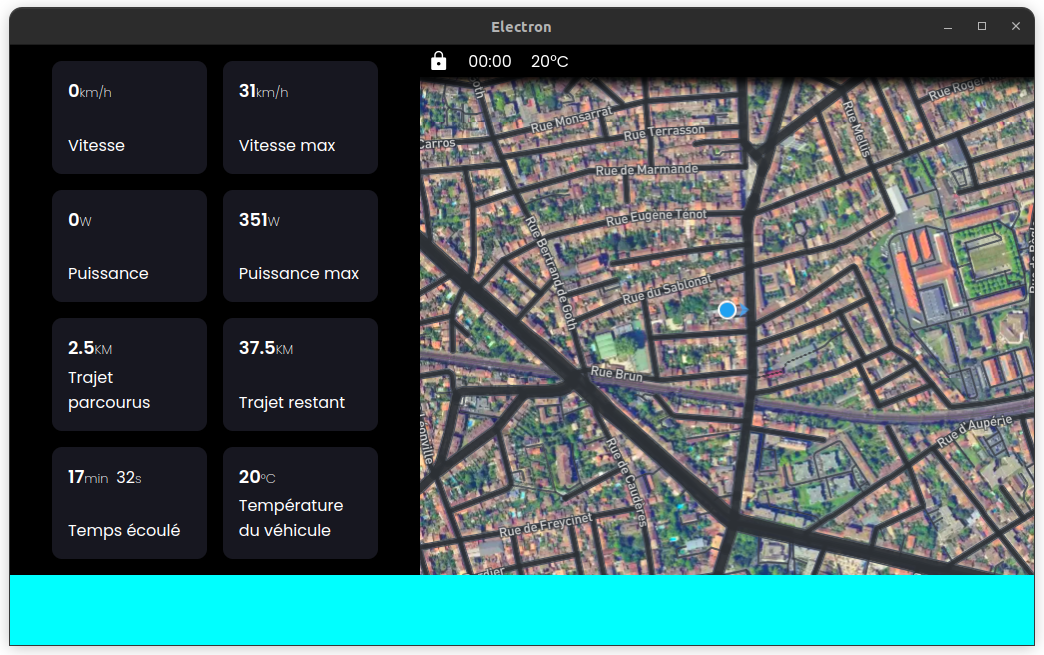 Electron
0km/h
Vitesse
31km/h
Vitesse max
0W
Puissance
351W
Puissance max
2.5KM
Trajet
parcourus
37.5KM
Trajet restant
17min 32s
Temps écoulé
20°C
Température
du véhicule
00:00 20°C
Rue Monsarrat
Rue Terrasson
Carros
Rue de Marmande
Rue Mellis
Rue Roger
Rue Eugène Ténot
Rue Bertrand de Goth
Rue du Sablonat
Rue Brun
Rue d'Aupérie
Rue de Cauderes
Rue de Freycinet